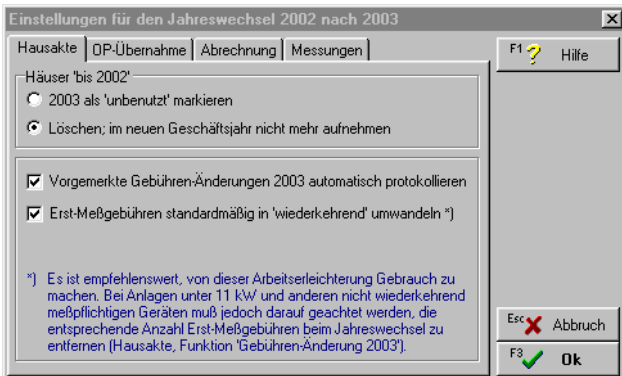 Einstellungen für den Jahreswechsel 2002 nach 2003
Hausakte OP-Übernahme Abrechnung Messungen
F1 Hilfe
Häuser 'bis 2002'
2003 als 'unbenutzt' markieren
Löschen; im neuen Geschäftsjahr nicht mehr aufnehmen
Vorgemerkte Gebühren-Änderungen 2003 automatisch protokollieren
Erst-Meßgebühren standardmäßig in 'wiederkehrend' umwandeln *)
*) Es ist empfehlenswert, von dieser Arbeitserleichterung Gebrauch zu
machen. Bei Anlagen unter 11 kW und anderen nicht wiederkehrend
meßpflichtigen Geräten muß jedoch darauf geachtet werden, die
entsprechende Anzahl Erst-Meßgebühren beim Jahreswechsel zu
entfernen (Hausakte, Funktion 'Gebühren-Änderung 2003').
Esc Abbruch
F3 Ok